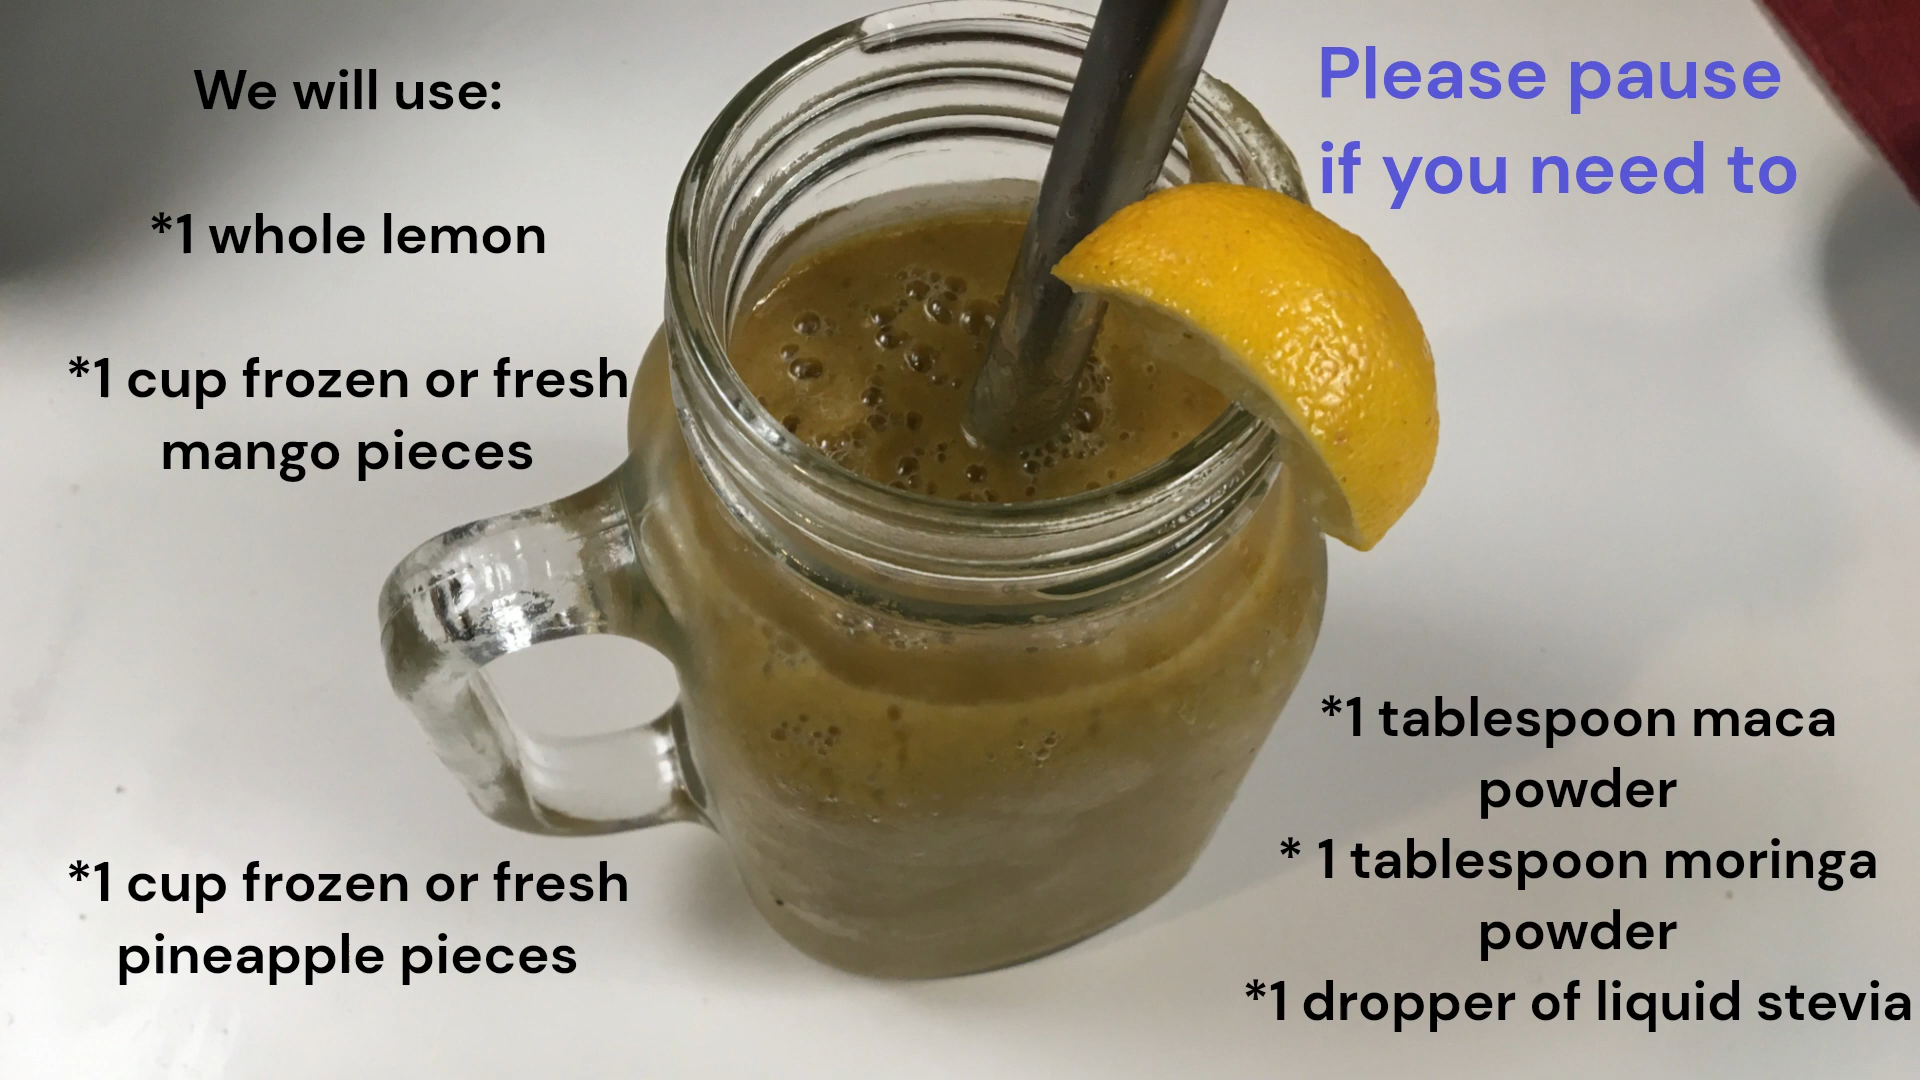 We will use:
*1 whole lemon
*1 cup frozen or fresh
mango pieces
*1 cup frozen or fresh
pineapple pieces
Please pause
if you need to
*1 tablespoon maca
powder
* 1 tablespoon moringa
powder
*1 dropper of liquid stevia